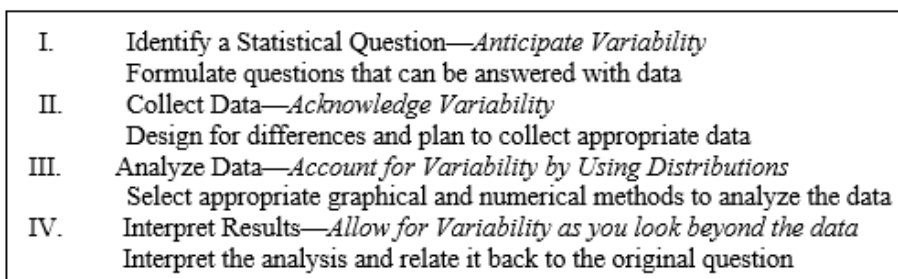 I. Identify a Statistical Question—Anticipate Variability
Formulate questions that can be answered with data
II. Collect Data—Acknowledge Variability
Design for differences and plan to collect appropriate data
III. Analyze Data—Account for Variability by Using Distributions
Select appropriate graphical and numerical methods to analyze the data
IV. Interpret Results—Allow for Variability as you look beyond the data
Interpret the analysis and relate it back to the original question